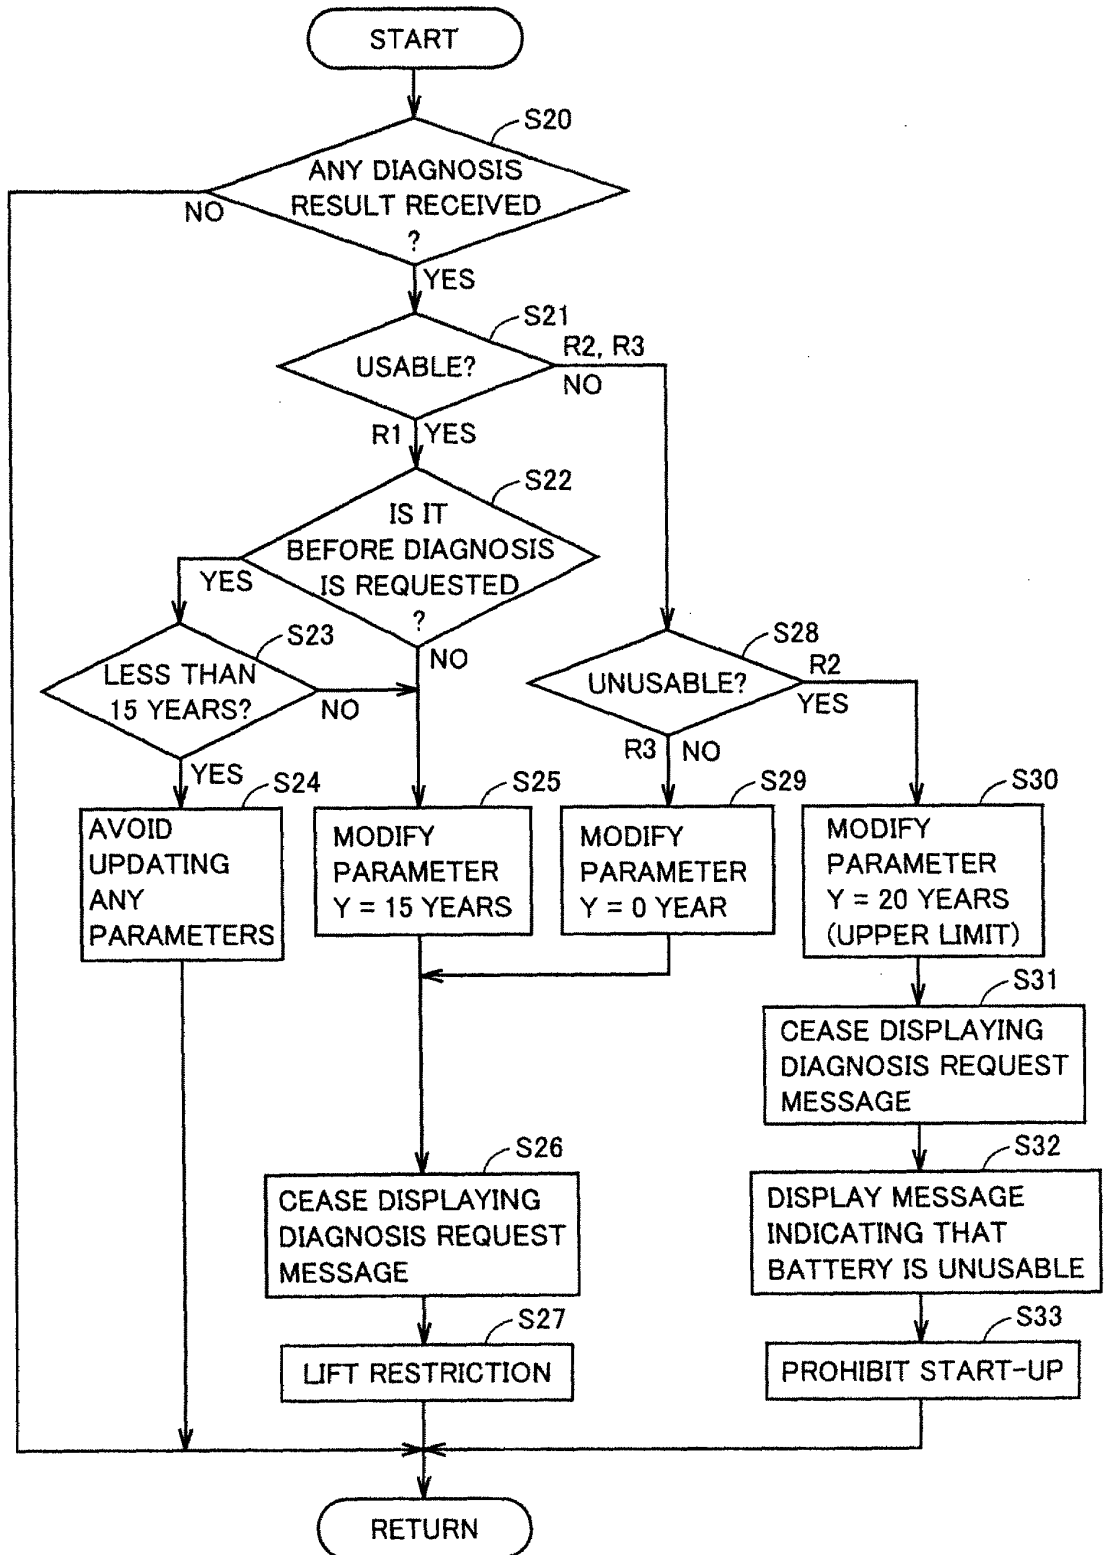 START
S20
ANY DIAGNOSIS
RESULT RECEIVED
?
NO
YES
S21
USABLE?
R2, R3
NO
R1 YES
S22
IS IT
BEFORE DIAGNOSIS
IS REQUESTED
?
YES
NO
S23
LESS THAN
15 YEARS?
NO
YES
S28
UNUSABLE?
R2
YES
R3 NO
S24
AVOID
UPDATING
ANY
PARAMETERS
S25
MODIFY
PARAMETER
Y = 15 YEARS
S29
MODIFY
PARAMETER
Y = 0 YEAR
S30
MODIFY
PARAMETER
Y = 20 YEARS
(UPPER LIMIT)
S31
CEASE DISPLAYING
DIAGNOSIS REQUEST
MESSAGE
S26
CEASE DISPLAYING
DIAGNOSIS REQUEST
MESSAGE
S32
DISPLAY MESSAGE
INDICATING THAT
BATTERY IS UNUSABLE
S27
LIFT RESTRICTION
S33
PROHIBIT START-UP
RETURN